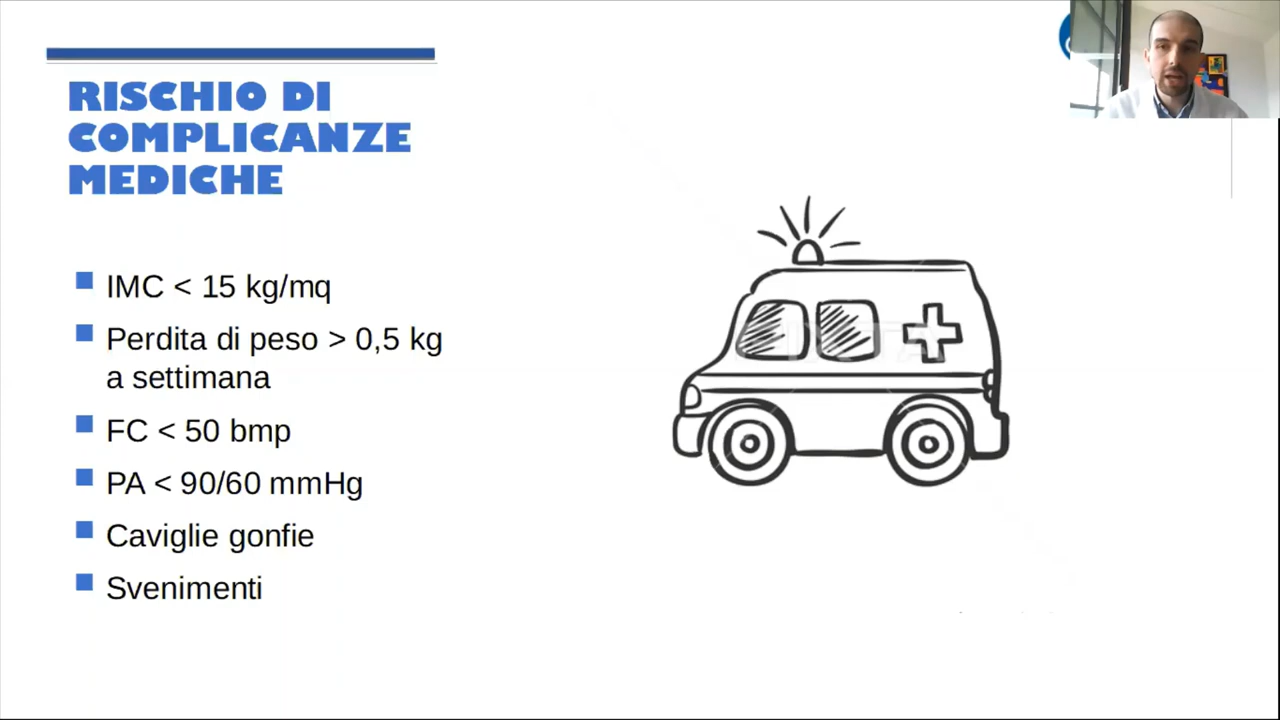 RISCHIO DI
COMPLICANZE
MEDICHE
IMC < 15 kg/mq
Perdita di peso > 0,5 kg
a settimana
FC < 50 bmp
PA < 90/60 mmHg
Caviglie gonfie
Svenimenti